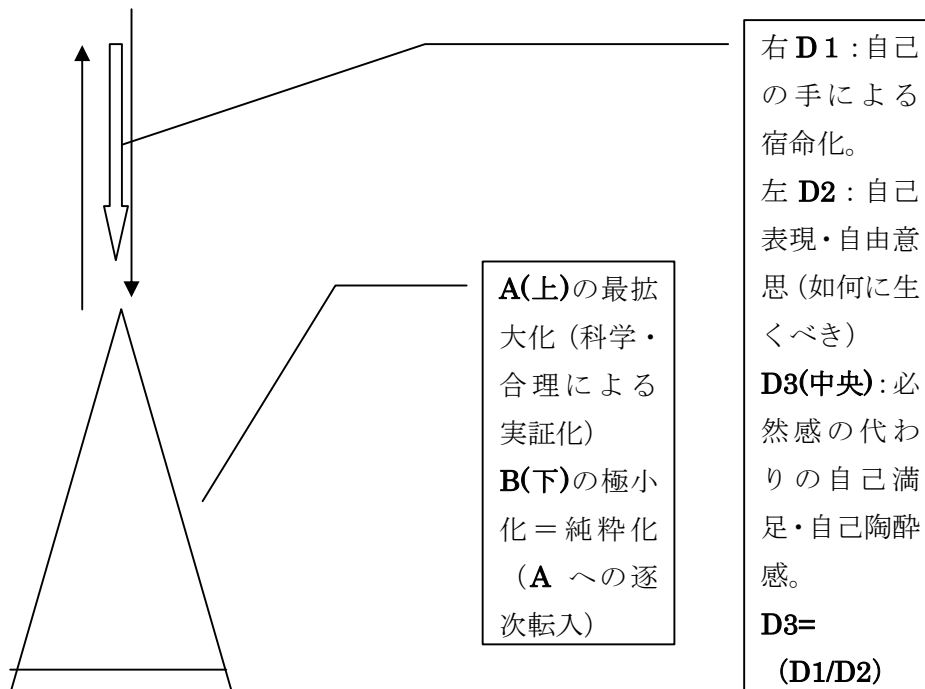 右 D 1：自己
の手による
宿命化。
左 D2：自己
表現・自由意
思（如何に生
くべき）
D3(中央)：必
然感の代わ
りの自己満
足・自己陶酔
感。
D3=
（D1/D2）
A(上)の最拡
大化（科学・
合理による
実証化）
B(下)の極小
化＝純粋化
（A への逐
次転入）